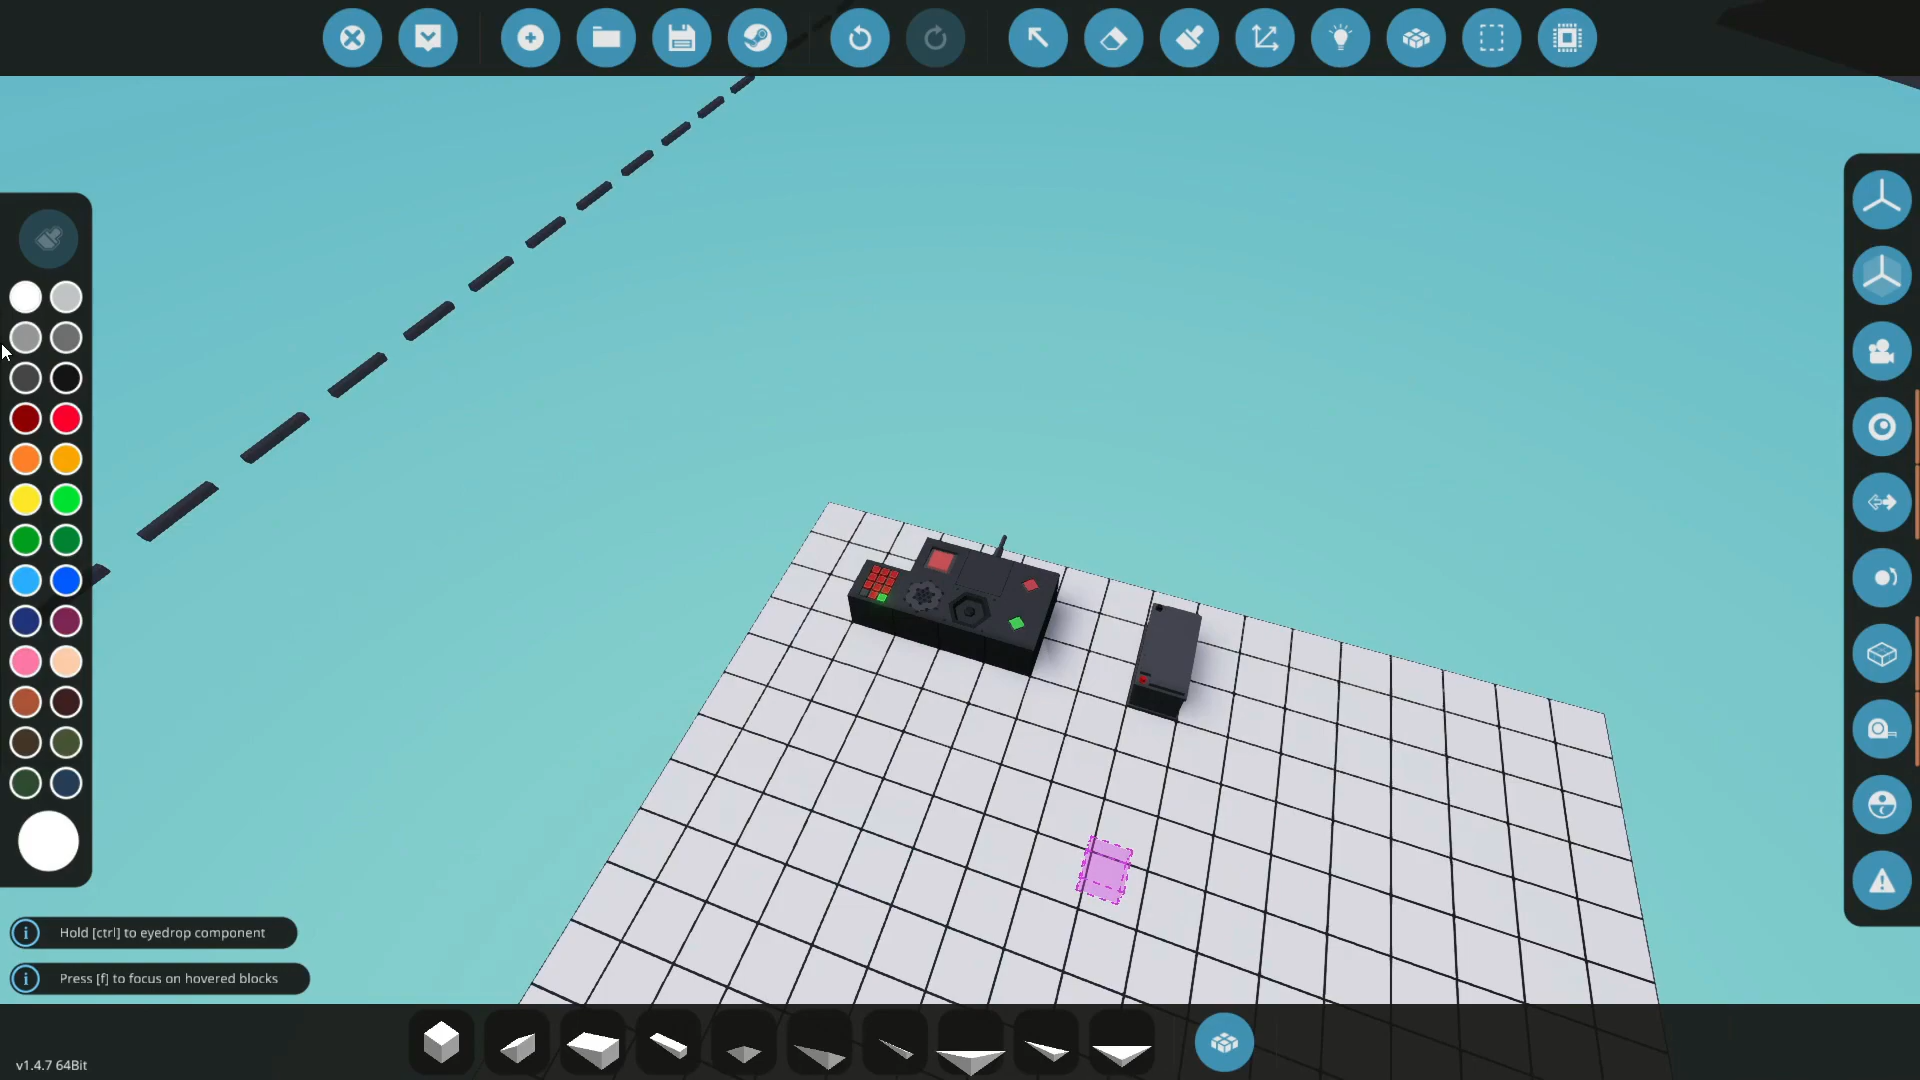 Hold [ctrl] to eyedrop component
Press [f] to focus on hovered blocks
v1.4.7 64Bit